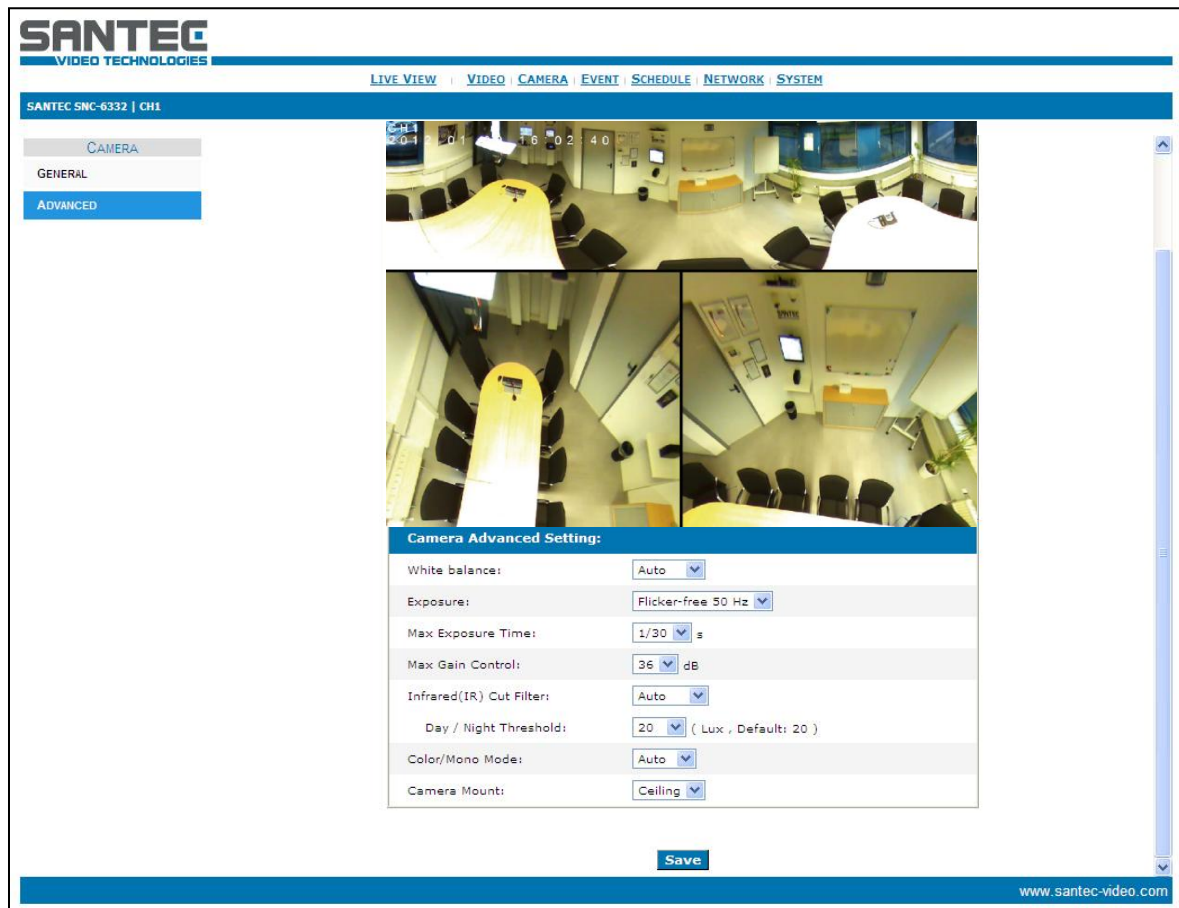 SANTEC
VIDEO TECHNOLOGIES
LIVE VIEW | VIDEO | CAMERA | EVENT | SCHEDULE | NETWORK | SYSTEM
SANTEC SNC-6332 | CH1
CAMERA
GENERAL
ADVANCED
CH1
Camera Advanced Setting:
White balance: Auto
Exposure: Flicker-free 50 Hz
Max Exposure Time: 1/30 s
Max Gain Control: 36 dB
Infrared(IR) Cut Filter: Auto
Day / Night Threshold: 20 ( Lux , Default: 20 )
Color/Mono Mode: Auto
Camera Mount: Ceiling
Save
www.santec-video.com